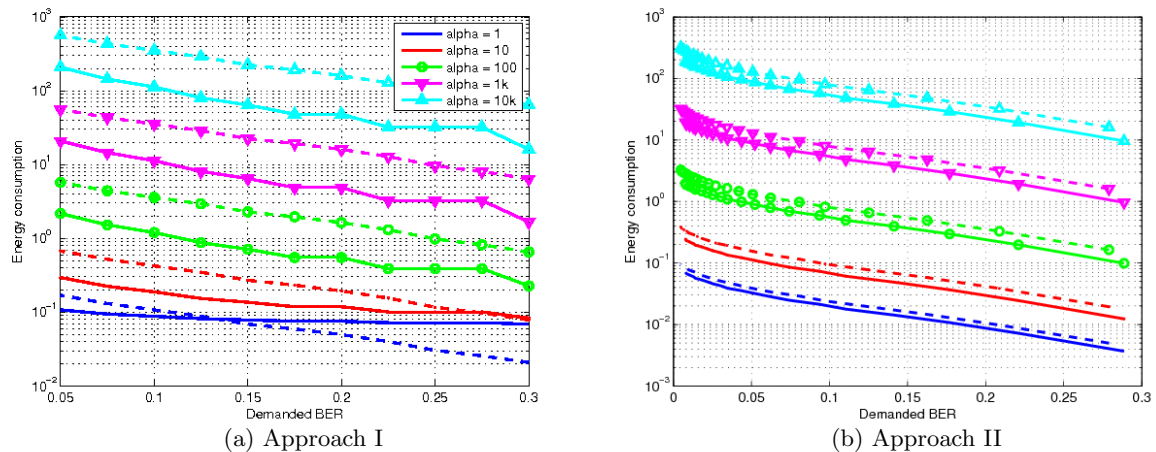 10^3
10^2
10^1
10^0
10^-1
10^-2
Energy consumption
0.05 0.1 0.15 0.2 0.25 0.3
Demanded BER
alpha = 1
alpha = 10
alpha = 100
alpha = 1k
alpha = 10k
(a) Approach I
10^3
10^2
10^1
10^0
10^-1
10^-2
10^-3
Energy consumption
0 0.05 0.1 0.15 0.2 0.25 0.3
Demanded BER
(b) Approach II